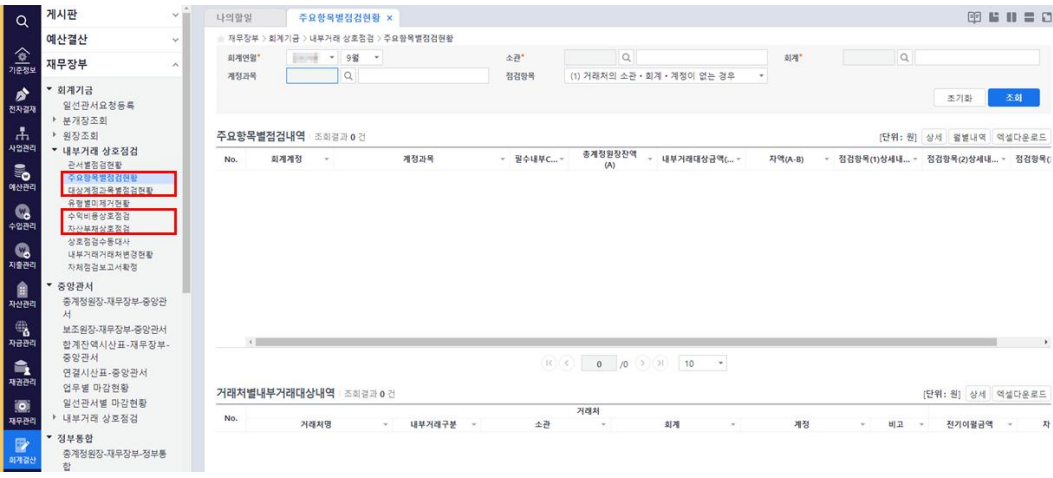 게시판
예산결산
재무장부
회계기금
일선관서요청등록
분개장조회
원장조회
내부거래 상호점검
관서별점검현황
주요항목별점검현황
대상계정과목별점검현황
유형별미제거현황
수익비용상호점검
자산부채상호점검
상호점검수동대사
내부거래거래처변경현황
자체점검보고서확정
중앙관서
총계정원장-재무장부-중앙관
서
보조원장-재무장부-중앙관서
합계잔액시산표-재무장부-
중앙관서
연결시산표-중앙관서
업무별 마감현황
일선관서별 마감현황
내부거래 상호점검
정부통합
총계정원장-재무장부-정부통
합
기준정보
전자결재
사업관리
예산관리
수입관리
지출관리
자산관리
자금관리
채권관리
재무관리
회계결산
나의할일 주요항목별점검현황 ×
재무장부 > 회계기금 > 내부거래 상호점검 > 주요항목별점검현황
회계연월* 9월 소관* 회계*
계정과목 점검항목 (1) 거래처의 소관・회계・계정이 없는 경우
초기화 조회
주요항목별점검내역 조회결과 0 건 [단위: 원] 상세 월별내역 엑셀다운로드
No. 회계계정 계정과목 필수내부C... 총계정원장잔액 (A) 내부거래대상금액(... 차액(A-B) 점검항목(1)상세내... 점검항목(2)상세내... 점검항목(
0 /0 10
거래처별내부거래대상내역 조회결과 0 건 [단위: 원] 상세 엑셀다운로드
거래처
No. 거래처명 내부거래구분 소관 회계 계정 비고 전기이월금액 차